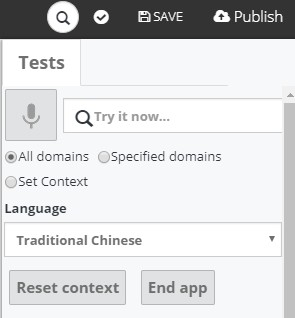 SAVE Publish
Tests
Try it now...
All domains Specified domains
Set Context
Language
Traditional Chinese
Reset context End app